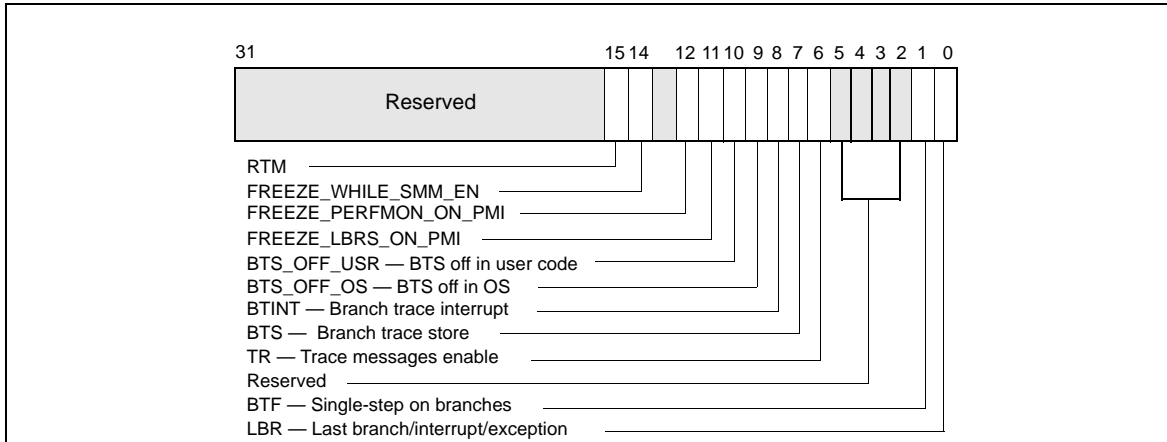 31 15 14 12 11 10 9 8 7 6 5 4 3 2 1 0
Reserved
RTM
FREEZE_WHILE_SMM_EN
FREEZE_PERFMON_ON_PMI
FREEZE_LBRS_ON_PMI
BTS_OFF_USR — BTS off in user code
BTS_OFF_OS — BTS off in OS
BTINT — Branch trace interrupt
BTS — Branch trace store
TR — Trace messages enable
Reserved
BTF — Single-step on branches
LBR — Last branch/interrupt/exception